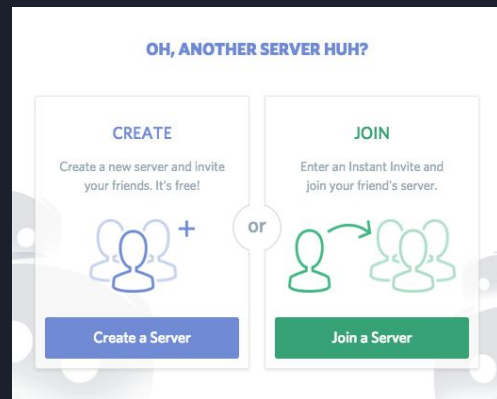 OH, ANOTHER SERVER HUH?
CREATE
Create a new server and invite
your friends. It's free!
Create a Server
or
JOIN
Enter an Instant Invite and
join your friend's server.
Join a Server